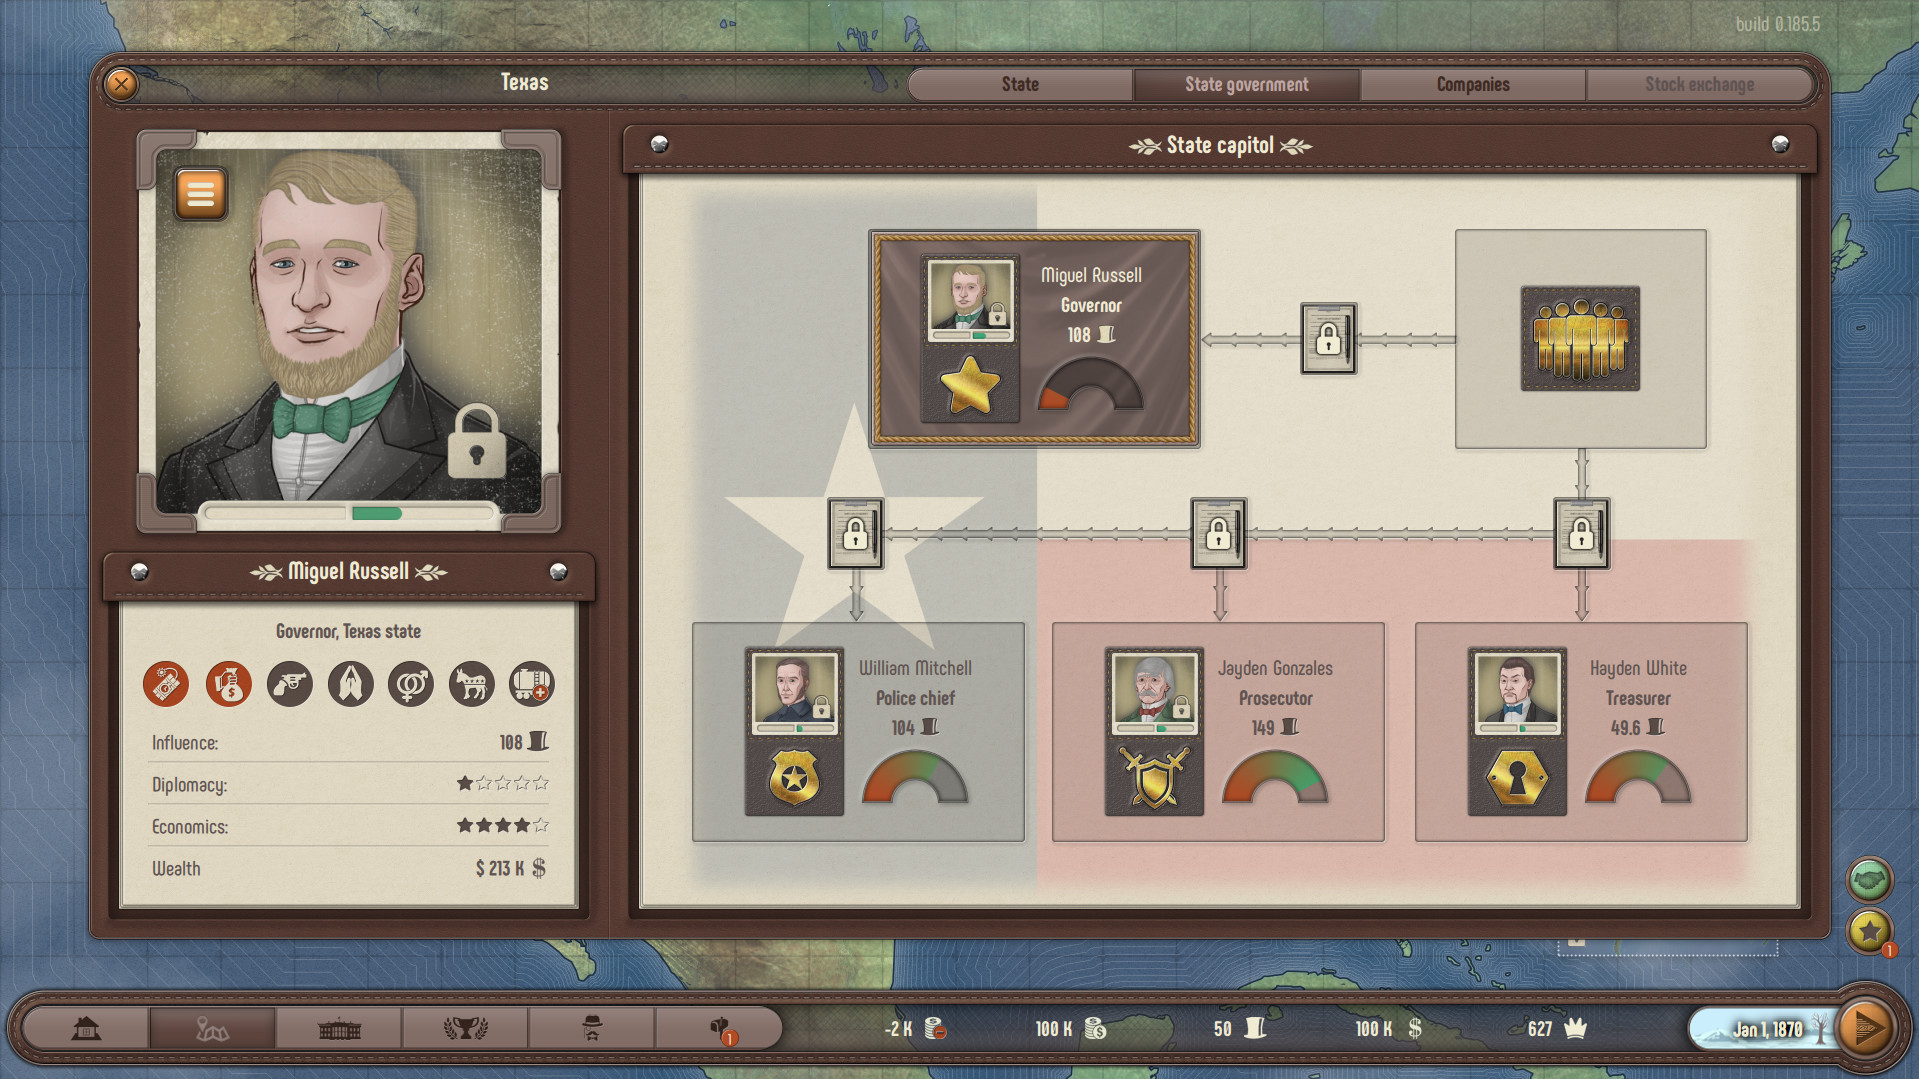 build 0.185.5
Texas
State
State government
Companies
Stock exchange
State capitol
Miguel Russell
Governor
108
Miguel Russell
Governor, Texas state
Influence:
108
Diplomacy:
Economics:
Wealth
$ 213 K $
William Mitchell
Police chief
104
Jayden Gonzales
Prosecutor
149
Hayden White
Treasurer
49.6
1
1
-2 K
100 K
50
100 K $
627
Jan 1, 1870